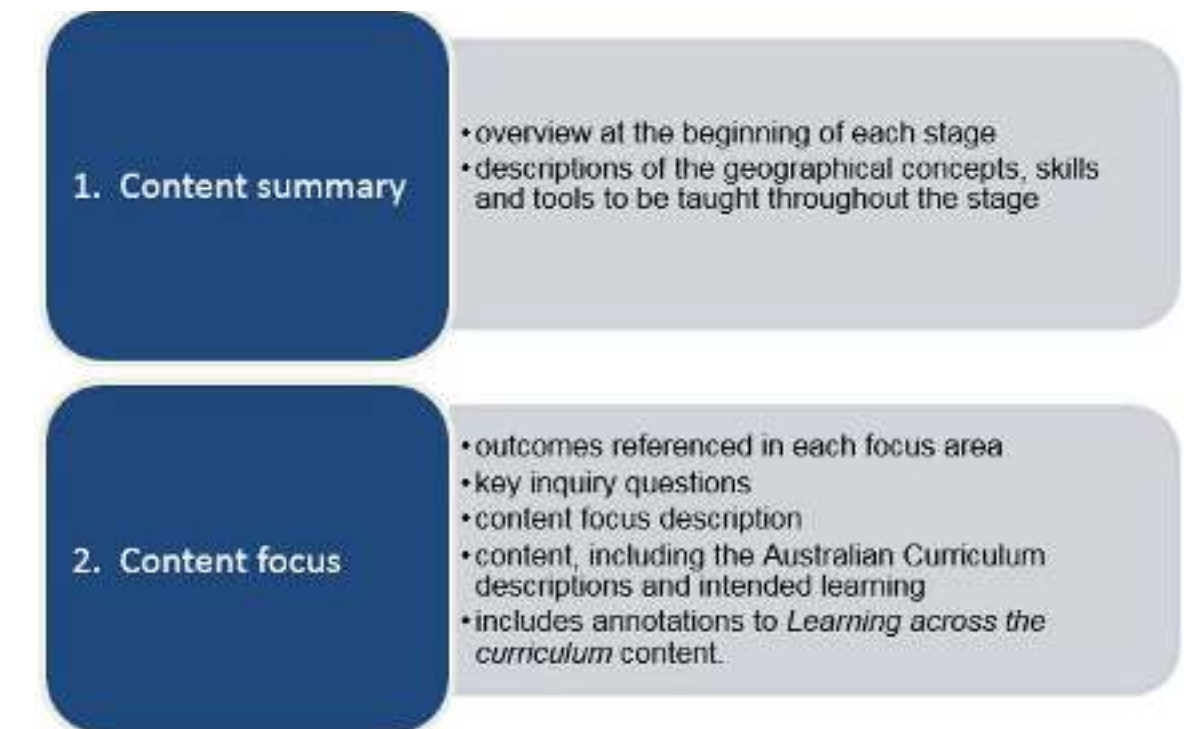 1. Content summary
•overview at the beginning of each stage
•descriptions of the geographical concepts, skills
and tools to be taught throughout the stage
2. Content focus
•outcomes referenced in each focus area
•key inquiry questions
•content focus description
•content, including the Australian Curriculum
descriptions and intended learning
•includes annotations to Learning across the
curriculum content.